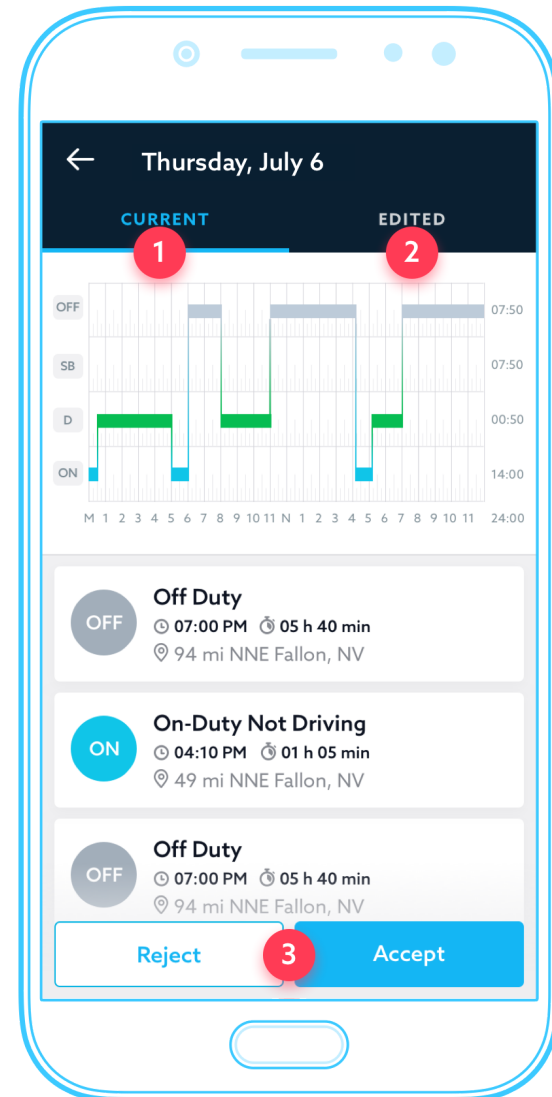 Thursday, July 6
CURRENT EDITED
1 2
OFF 07:50
SB 07:50
D 00:50
ON 14:00
M 1 2 3 4 5 6 7 8 9 10 11 N 1 2 3 4 5 6 7 8 9 10 11 24:00
OFF
Off Duty
07:00 PM 05 h 40 min
94 mi NNE Fallon, NV
ON
On-Duty Not Driving
04:10 PM 01 h 05 min
49 mi NNE Fallon, NV
OFF
Off Duty
07:00 PM 05 h 40 min
94 mi NNE Fallon, NV
Reject 3 Accept